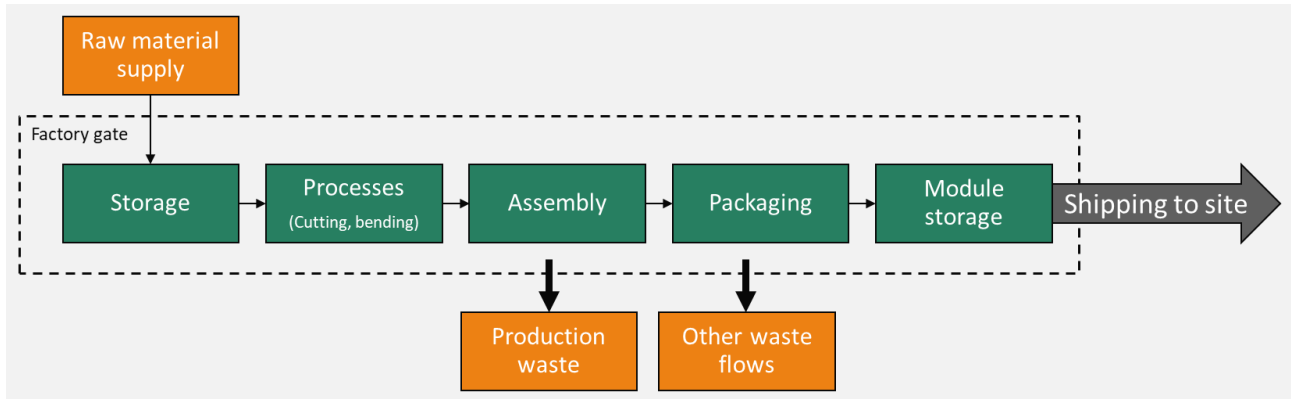 Raw material
supply
Factory gate
Storage
Processes
(Cutting, bending)
Assembly
Packaging
Module
storage
Shipping to site
Production
waste
Other waste
flows